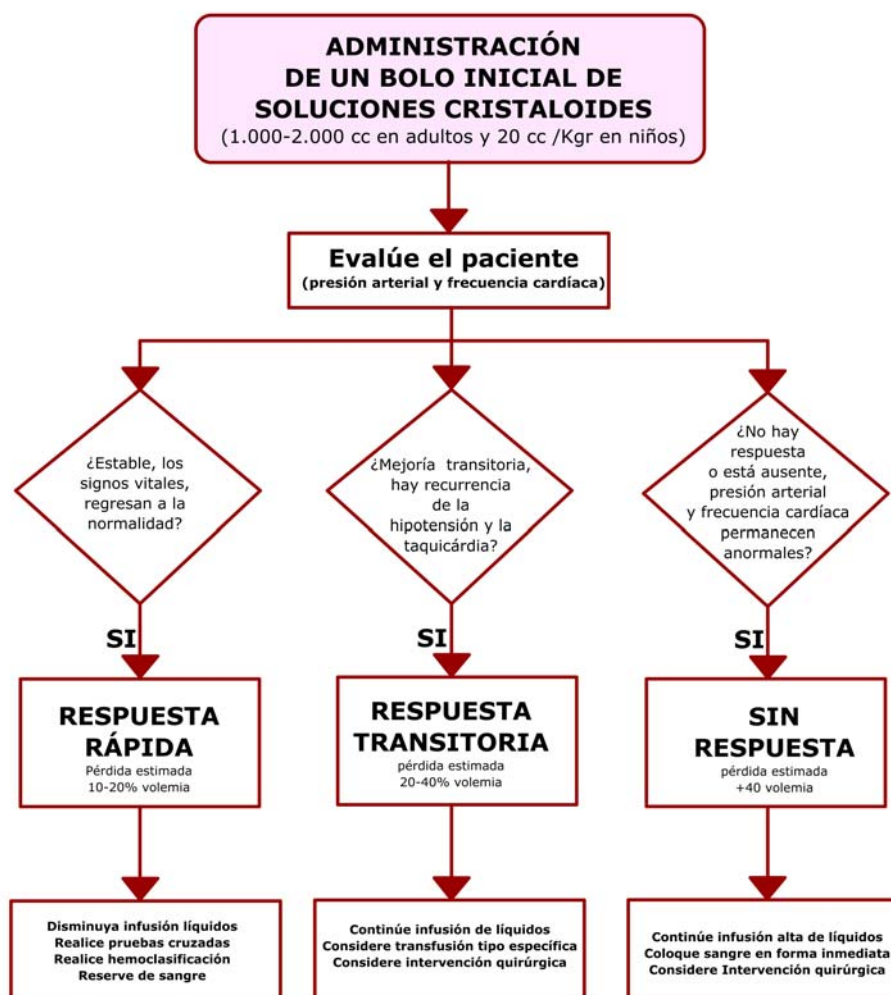 ADMINISTRACIÓN
DE UN BOLO INICIAL DE
SOLUCIONES CRISTALOIDES
(1.000-2.000 cc en adultos y 20 cc /Kgr en niños)
Evalúe el paciente
(presión arterial y frecuencia cardíaca)
¿Estable, los
signos vitales,
regresan a la
normalidad?
¿Mejoría transitoria,
hay recurrencia
de la
hipotensión y la
taquicárdia?
¿No hay
respuesta
o está ausente,
presión arterial
y frecuencia cardíaca
permanecen
anormales?
SI
SI
SI
RESPUESTA
RÁPIDA
Pérdida estimada
10-20% volemia
RESPUESTA
TRANSITORIA
pérdida estimada
20-40% volemia
SIN
RESPUESTA
pérdida estimada
+40 volemia
Disminuya infusión líquidos
Realice pruebas cruzadas
Realice hemoclasificación
Reserve de sangre
Continúe infusión de líquidos
Considere transfusión tipo específica
Considere intervención quirúrgica
Continúe infusión alta de líquidos
Coloque sangre en forma inmediata
Considere Intervención quirúrgica